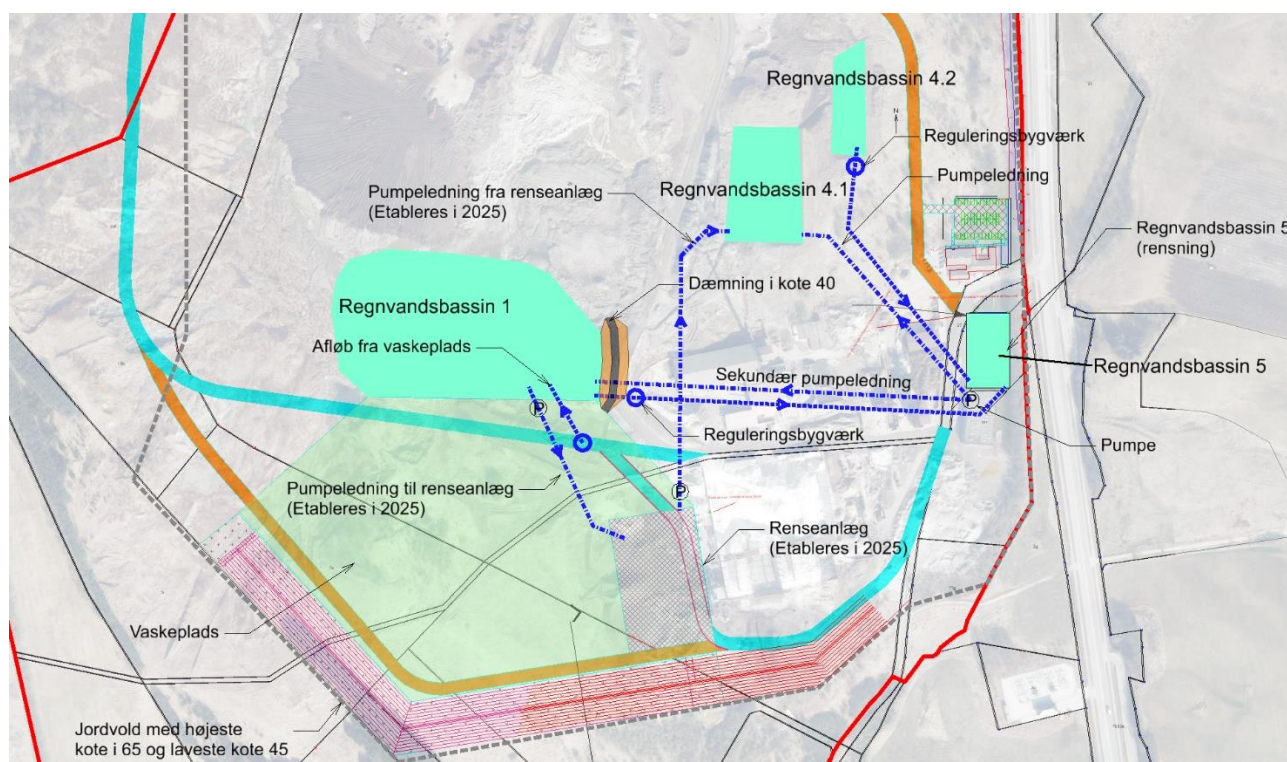 Regnvandsbassin 4.2
N
Reguleringsbygværk
Pumpeledning fra renseanlæg
(Etableres i 2025)
Regnvandsbassin 4.1
Pumpeledning
Regnvandsbassin 5
(rensning)
Dæmning i kote 40
Regnvandsbassin 1
Afløb fra vaskeplads
Sekundær pumpeledning
Regnvandsbassin 5
P
P
Reguleringsbygværk
Pumpe
Pumpeledning til renseanlæg
(Etableres i 2025)
P
Renseanlæg
(Etableres i 2025)
Vaskeplads
Jordvold med højeste
kote i 65 og laveste kote 45